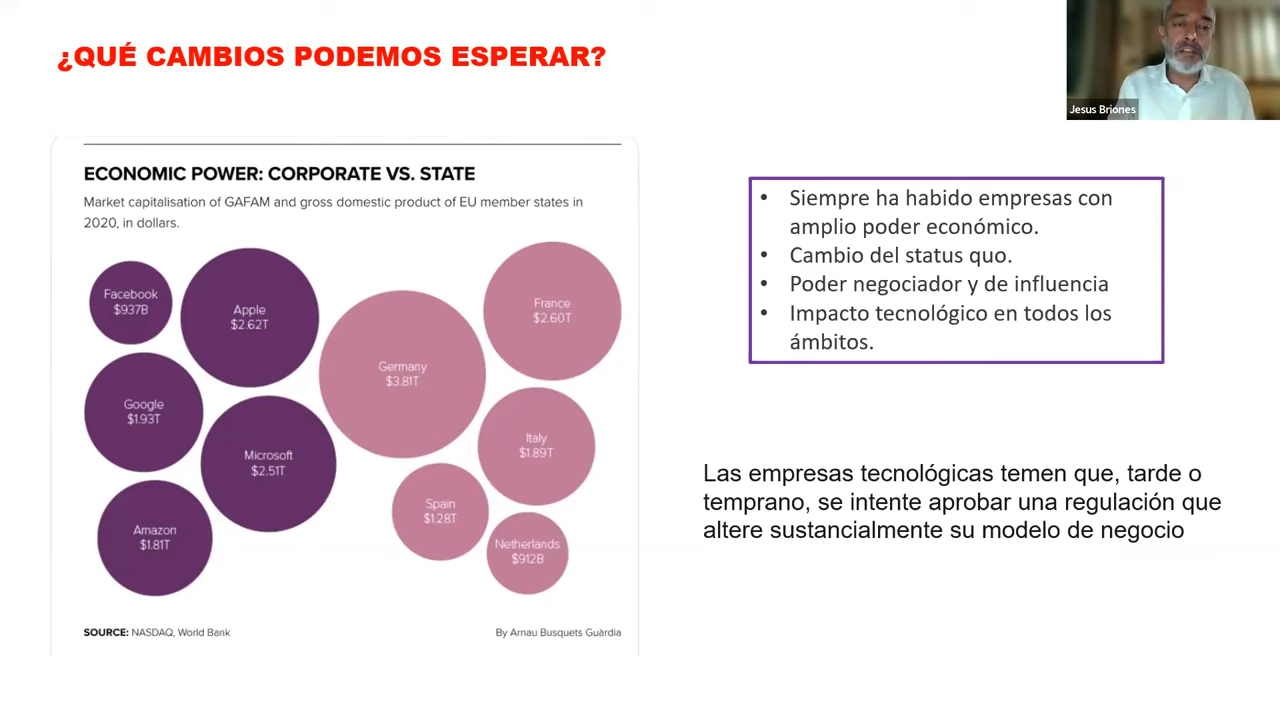 ¿QUÉ CAMBIOS PODEMOS ESPERAR?
Jesus Briones
ECONOMIC POWER: CORPORATE VS. STATE
Market capitalisation of GAFAM and gross domestic product of EU member states in
2020, in dollars.
Facebook
$937B
Apple
$2.62T
Google
$1.93T
Microsoft
$2.51T
Amazon
$1.81T
Germany
$3.81T
France
$2.60T
Italy
$1.89T
Spain
$1.28T
Netherlands
$912B
SOURCE: NASDAQ, World Bank
By Arnau Busquets Guàrdia
• Siempre ha habido empresas con
amplio poder económico.
• Cambio del status quo.
• Poder negociador y de influencia
• Impacto tecnológico en todos los
ámbitos.
Las empresas tecnológicas temen que, tarde o
temprano, se intente aprobar una regulación que
altere sustancialmente su modelo de negocio